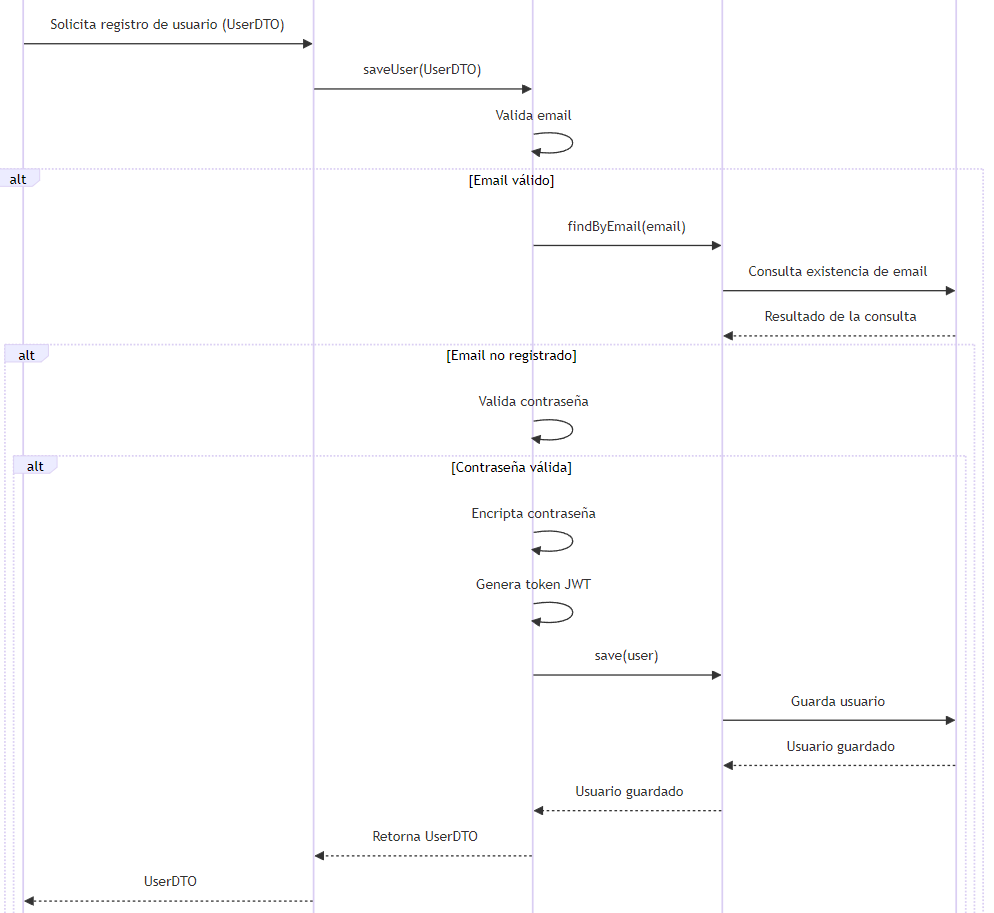 Solicita registro de usuario (UserDTO)
saveUser(UserDTO)
Valida email
alt
[Email válido]
findByEmail(email)
Consulta existencia de email
Resultado de la consulta
alt
[Email no registrado]
Valida contraseña
alt
[Contraseña válida]
Encripta contraseña
Genera token JWT
save(user)
Guarda usuario
Usuario guardado
Usuario guardado
Retorna UserDTO
UserDTO